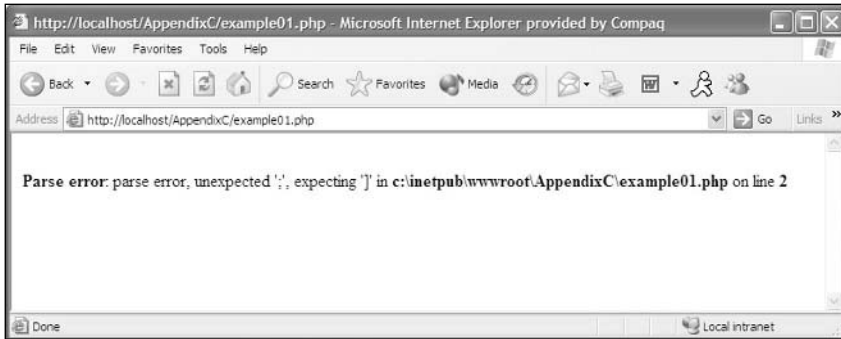 http://localhost/AppendixC/example01.php - Microsoft Internet Explorer provided by Compaq
File Edit View Favorites Tools Help
Back Search Favorites Media W
Address http://localhost/AppendixC/example01.php Go Links »
Parse error: parse error, unexpected ';', expecting ']' in c:\inetpub\wwwroot\AppendixC\example01.php on line 2
Done Local intranet